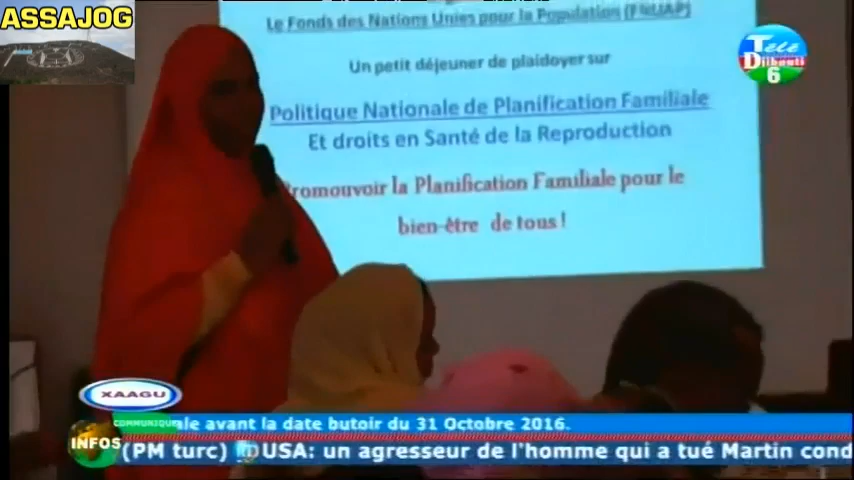 ASSAJOG
Le Fonds des Nations Unies pour la Population (FNUAP)
Un petit déjeuner de plaidoyer sur
Politique Nationale de Planification Familiale
Et droits en Santé de la Reproduction
Promouvoir la Planification Familiale pour le
bien-être de tous !
Télé
Djibouti
6
XAAGU
COMMUNIQUE
ale avant la date butoir du 31 Octobre 2016.
INFOS
(PM turc) USA: un agresseur de l'homme qui a tué Martin cond